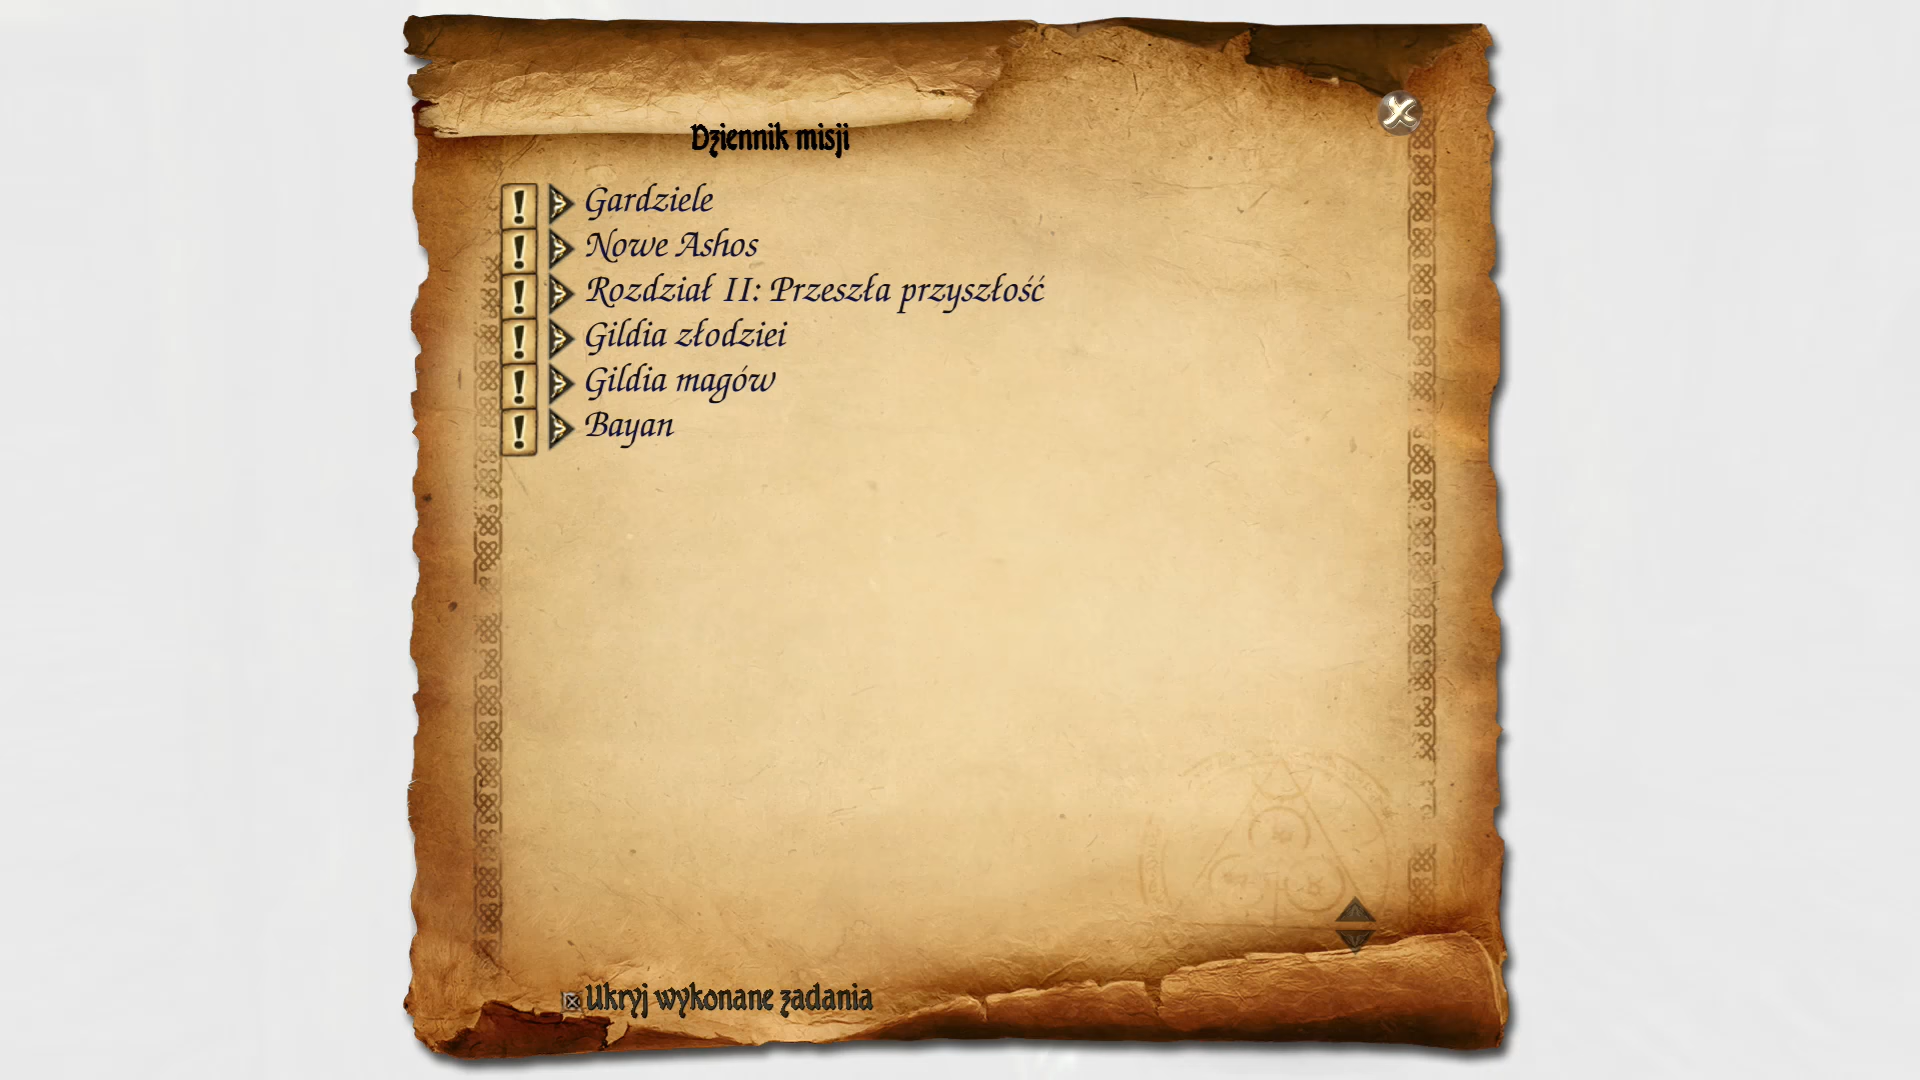 Dziennik misji
Gardziele
Nowe Ashos
Rozdział II: Przeszła przyszłość
Gildia złodziei
Gildia magów
Bayan
Ukryj wykonane zadania